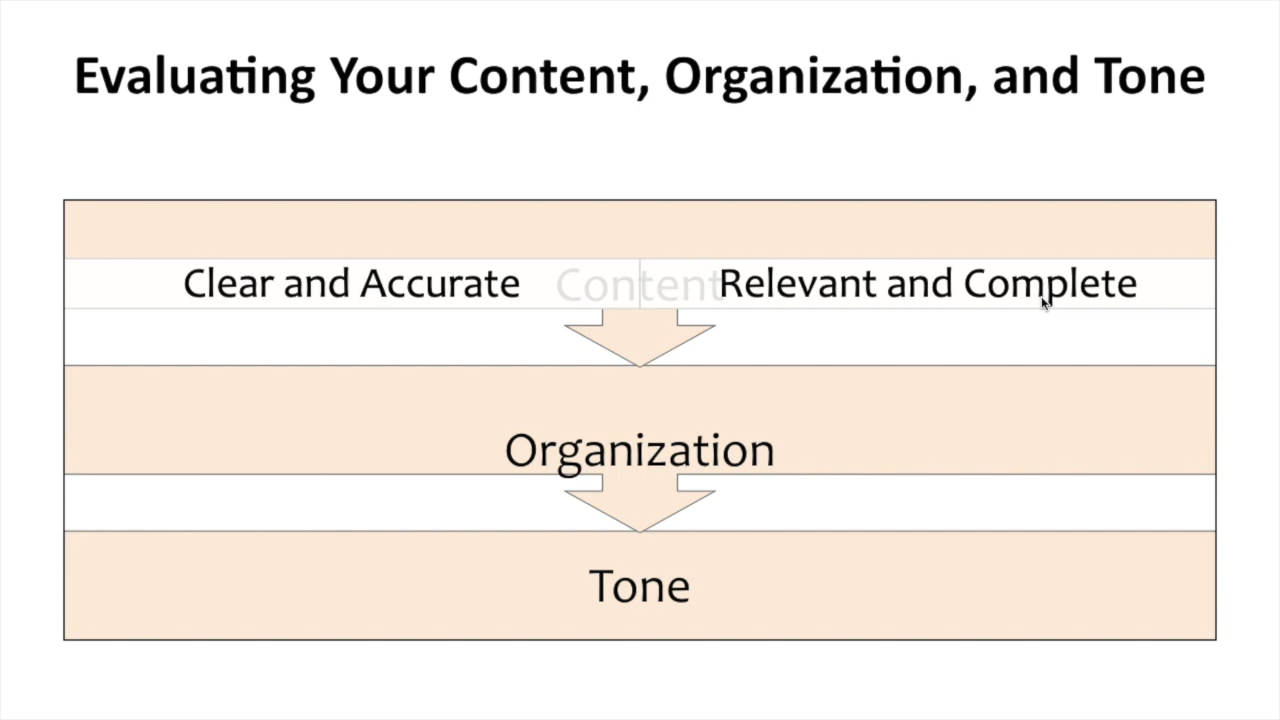 Evaluating Your Content, Organization, and Tone
Clear and Accurate Content Relevant and Complete
Organization
Tone